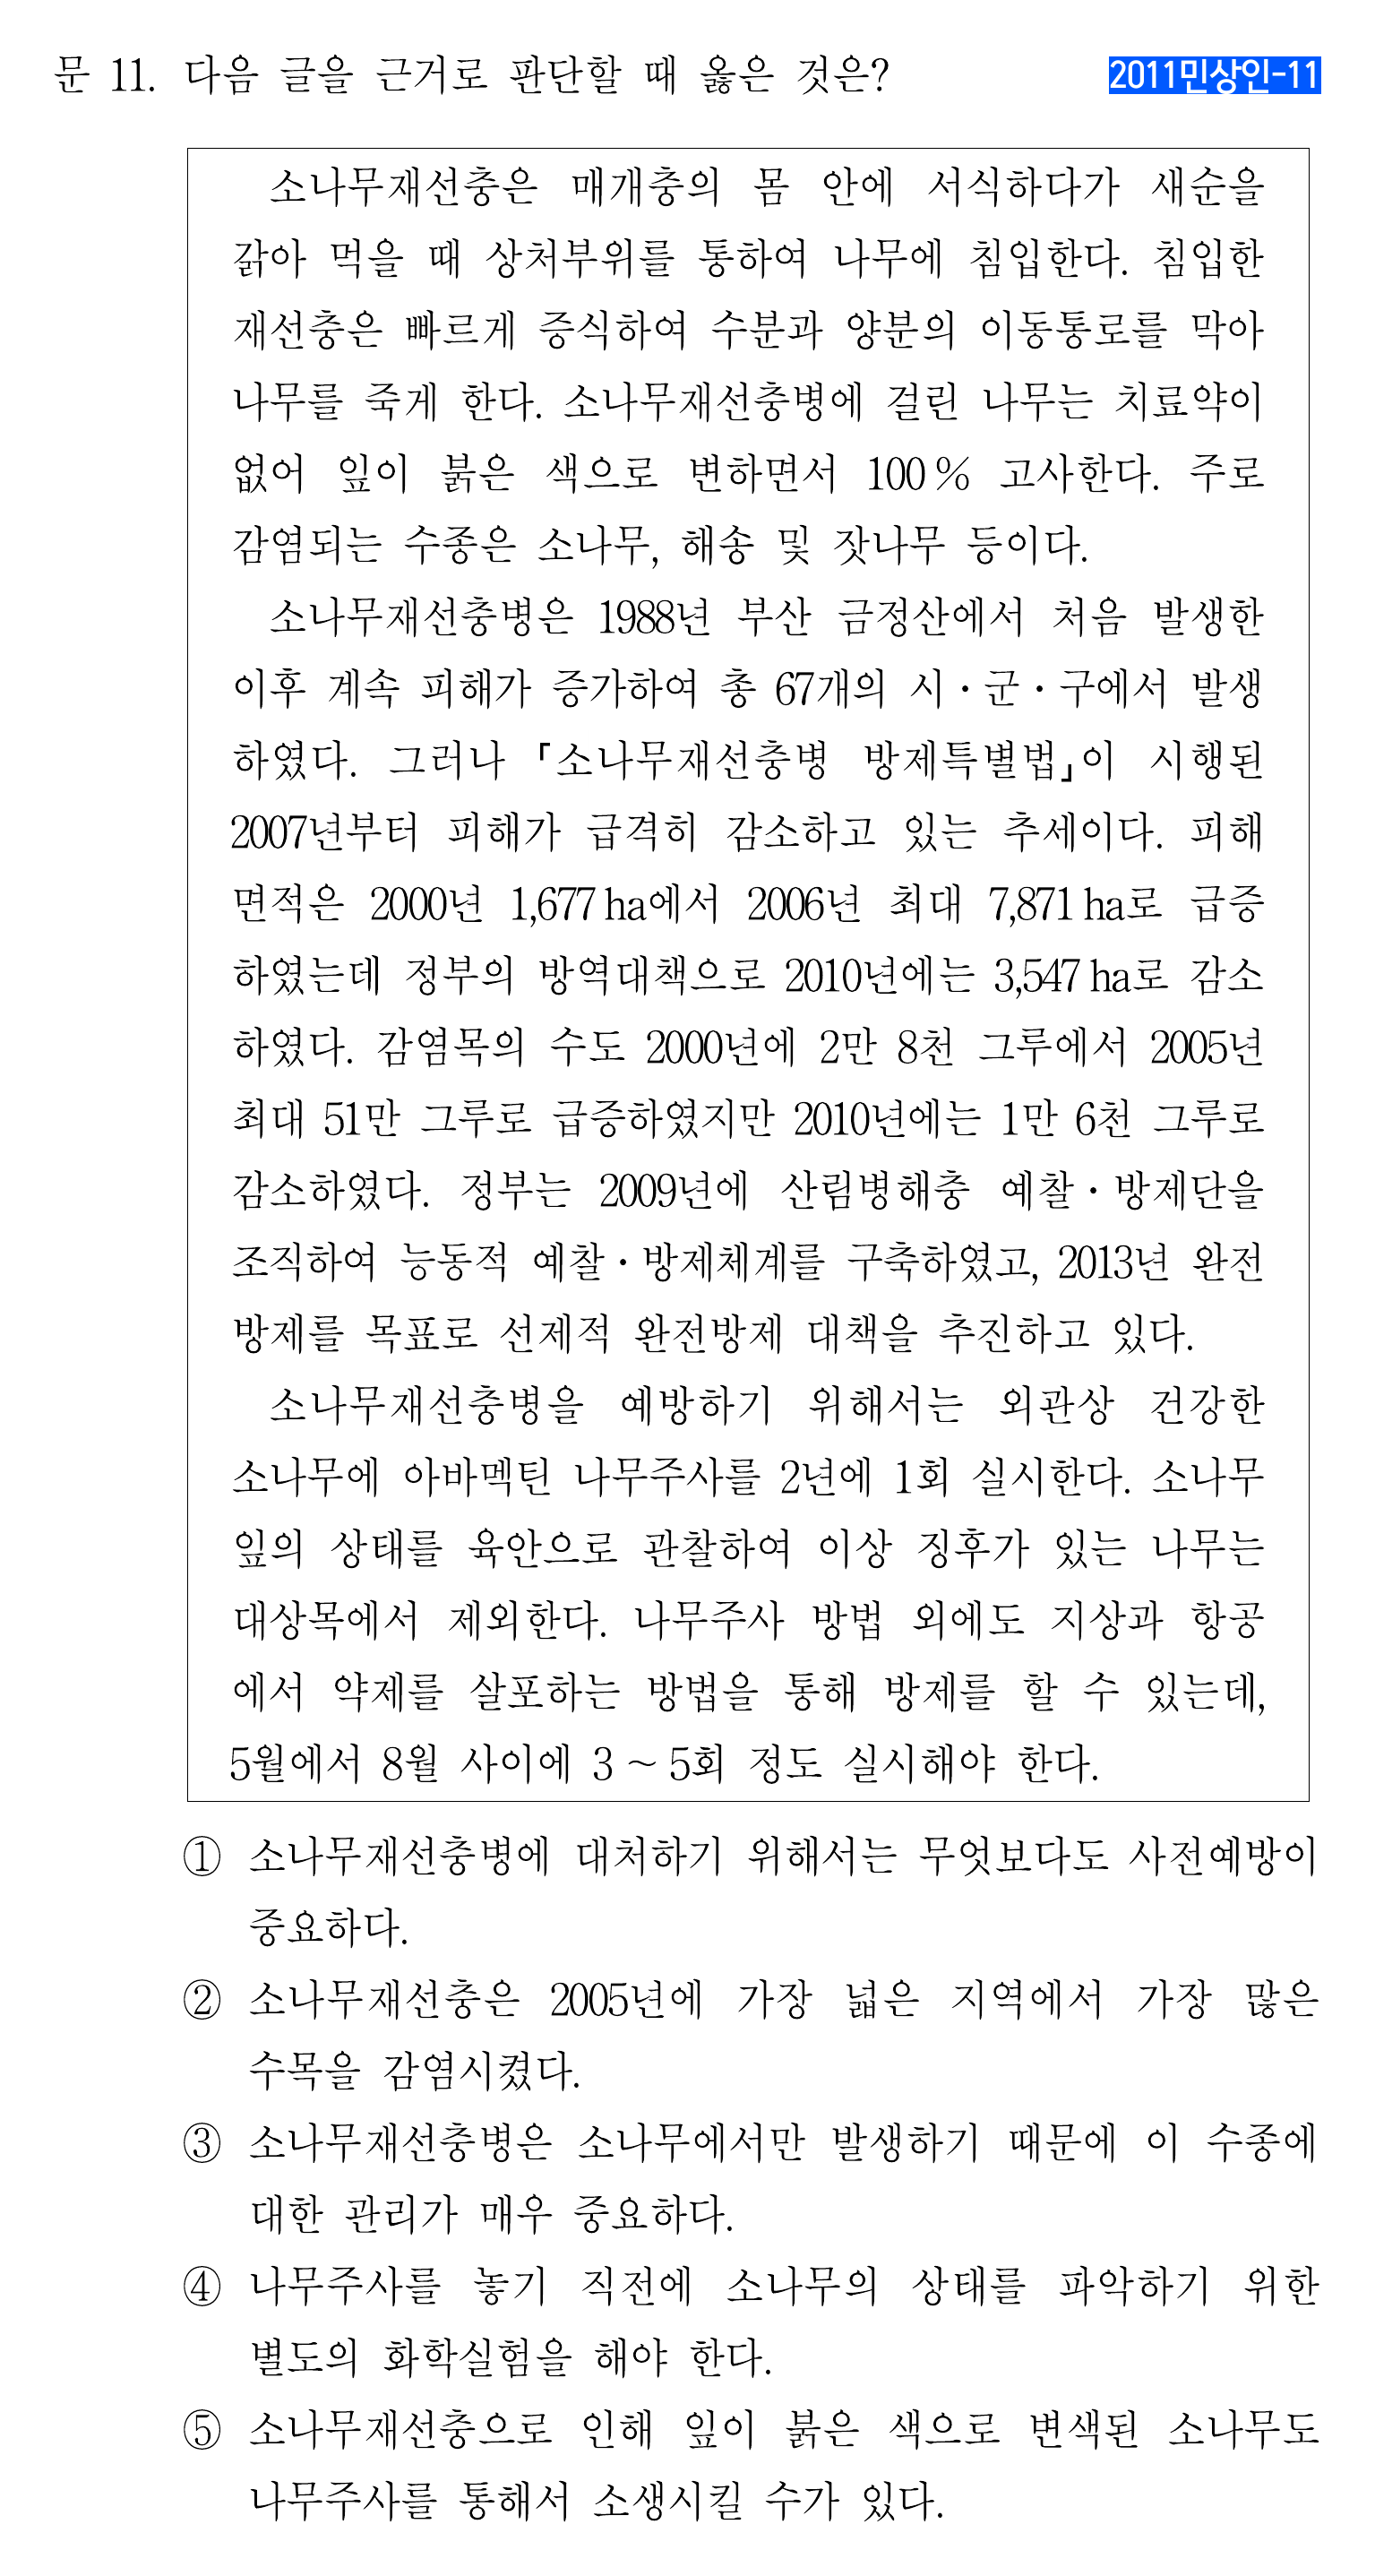 문 11. 다음 글을 근거로 판단할 때 옳은 것은?
2011민상인-11
소나무재선충은 매개충의 몸 안에 서식하다가 새순을
갉아 먹을 때 상처부위를 통하여 나무에 침입한다. 침입한
재선충은 빠르게 증식하여 수분과 양분의 이동통로를 막아
나무를 죽게 한다. 소나무재선충병에 걸린 나무는 치료약이
없어 잎이 붉은 색으로 변하면서 100 % 고사한다. 주로
감염되는 수종은 소나무, 해송 및 잣나무 등이다.
소나무재선충병은 1988년 부산 금정산에서 처음 발생한
이후 계속 피해가 증가하여 총 67개의 시·군·구에서 발생
하였다. 그러나 「소나무재선충병 방제특별법」이 시행된
2007년부터 피해가 급격히 감소하고 있는 추세이다. 피해
면적은 2000년 1,677 ha에서 2006년 최대 7,871 ha로 급증
하였는데 정부의 방역대책으로 2010년에는 3,547 ha로 감소
하였다. 감염목의 수도 2000년에 2만 8천 그루에서 2005년
최대 51만 그루로 급증하였지만 2010년에는 1만 6천 그루로
감소하였다. 정부는 2009년에 산림병해충 예찰·방제단을
조직하여 능동적 예찰·방제체계를 구축하였고, 2013년 완전
방제를 목표로 선제적 완전방제 대책을 추진하고 있다.
소나무재선충병을 예방하기 위해서는 외관상 건강한
소나무에 아바멕틴 나무주사를 2년에 1회 실시한다. 소나무
잎의 상태를 육안으로 관찰하여 이상 징후가 있는 나무는
대상목에서 제외한다. 나무주사 방법 외에도 지상과 항공
에서 약제를 살포하는 방법을 통해 방제를 할 수 있는데,
5월에서 8월 사이에 3 ~ 5회 정도 실시해야 한다.
① 소나무재선충병에 대처하기 위해서는 무엇보다도 사전예방이
중요하다.
② 소나무재선충은 2005년에 가장 넓은 지역에서 가장 많은
수목을 감염시켰다.
③ 소나무재선충병은 소나무에서만 발생하기 때문에 이 수종에
대한 관리가 매우 중요하다.
④ 나무주사를 놓기 직전에 소나무의 상태를 파악하기 위한
별도의 화학실험을 해야 한다.
⑤ 소나무재선충으로 인해 잎이 붉은 색으로 변색된 소나무도
나무주사를 통해서 소생시킬 수가 있다.